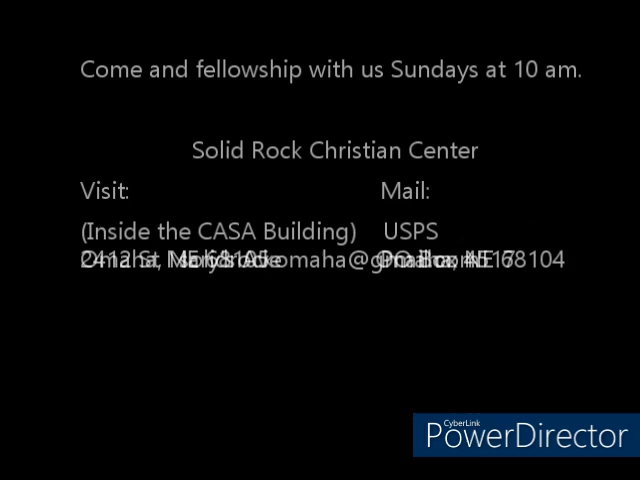 Come and fellowship with us Sundays at 10 am.
Solid Rock Christian Center
Visit: Mail:
(Inside the CASA Building) USPS
68104
CyberLink
PowerDirector